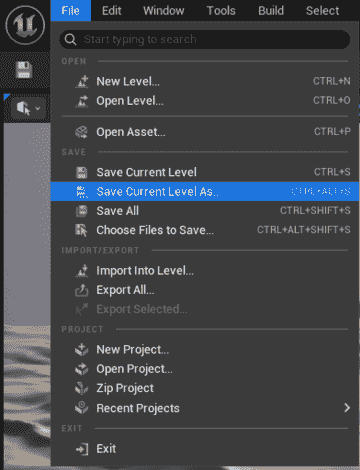 File Edit Window Tools Build Select
Start typing to search
OPEN
New Level... CTRL+N
Open Level... CTRL+O
Open Asset... CTRL+P
SAVE
Save Current Level CTRL+S
Save Current Level As... CTRL+ALT+S
Save All CTRL+SHIFT+S
Choose Files to Save... CTRL+ALT+SHIFT+S
IMPORT/EXPORT
Import Into Level...
Export All...
Export Selected...
PROJECT
New Project...
Open Project...
Zip Project
Recent Projects
EXIT
Exit